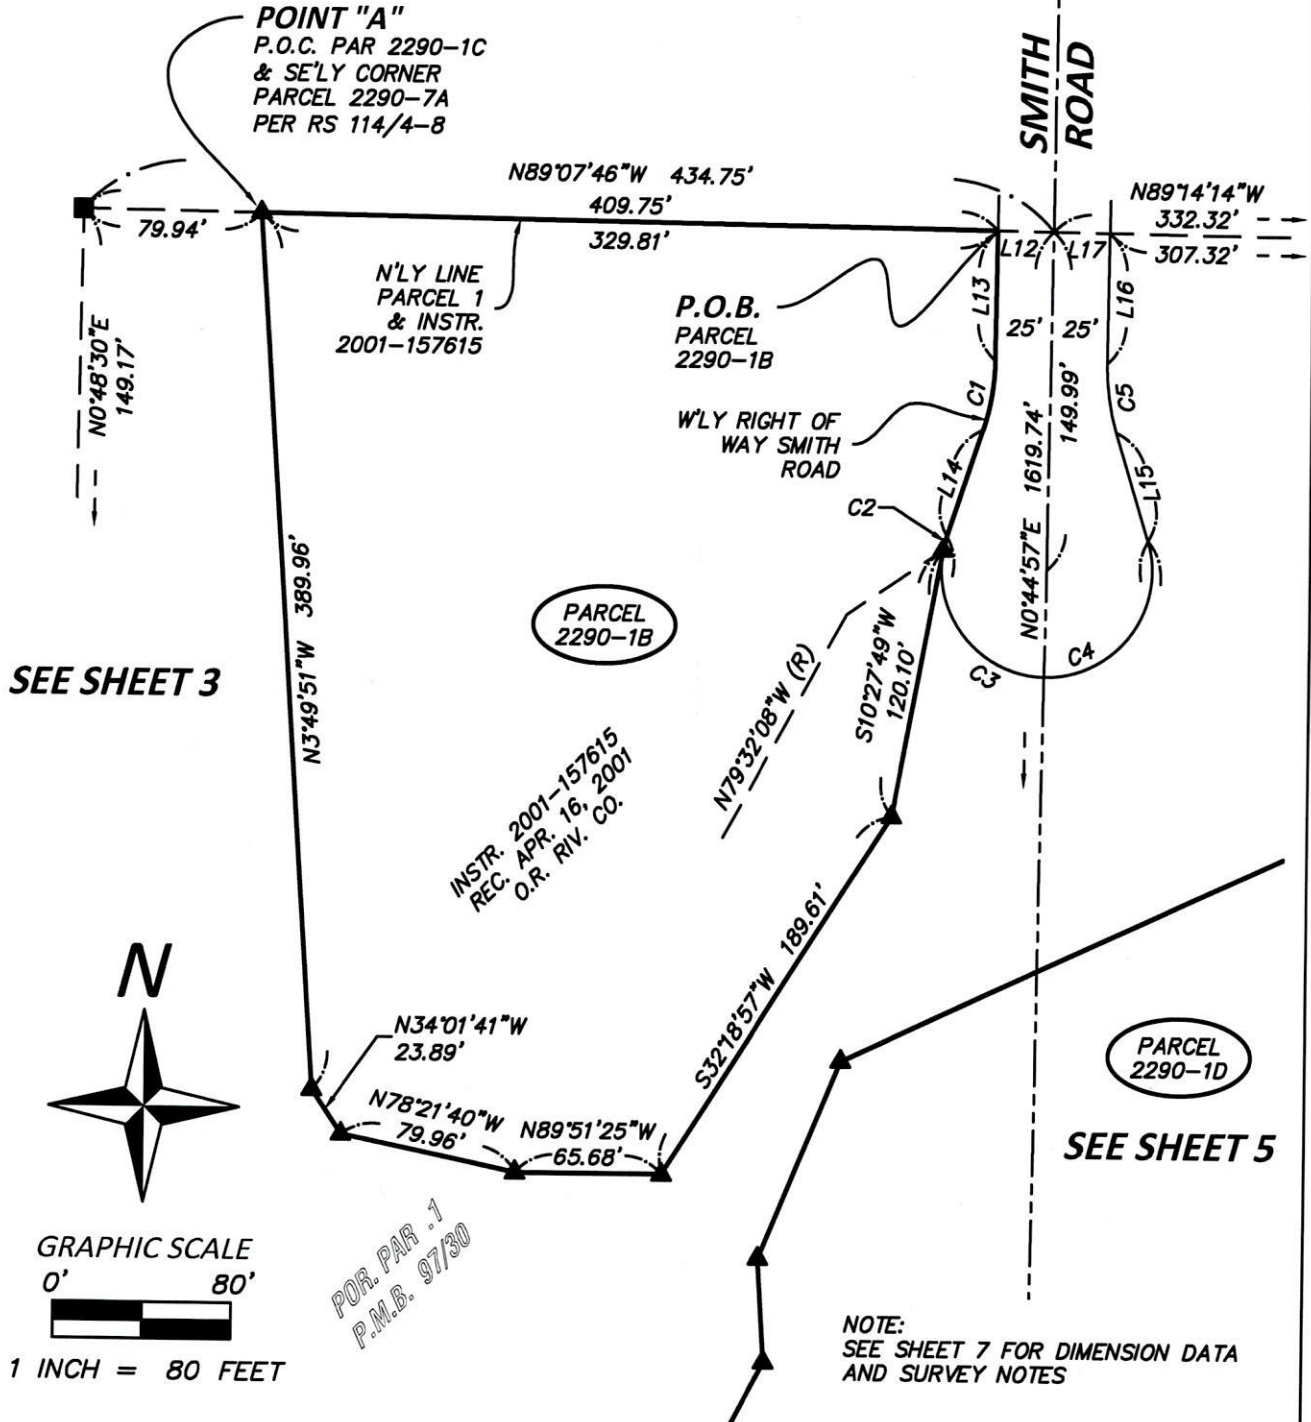 POINT "A"
P.O.C. PAR 2290-1C
& SE'LY CORNER
PARCEL 2290-7A
PER RS 114/4-8
SMITH
ROAD
N89°07'46"W 434.75'
409.75'
329.81'
79.94'
N89°14'14"W
332.32'
307.32'
L12
L17
N'LY LINE
PARCEL 1
& INSTR.
2001-157615
P.O.B.
PARCEL
2290-1B
L13
25'
25'
L16
N0°48'30"E
149.17'
W'LY RIGHT OF
WAY SMITH
ROAD
C1
C5
N0°44'57"E 1619.74'
149.99'
L14
L15
C2
C3
C4
N3°49'51"W 389.96'
PARCEL
2290-1B
SEE SHEET 3
N79°32'08"W (R)
S10°27'49"W
120.10'
INSTR. 2001-157615
REC. APR. 16, 2001
O.R. RIV. CO.
S32°18'57"W 189.61'
N
N34°01'41"W
23.89'
N78°21'40"W
79.96'
N89°51'25"W
65.68'
PARCEL
2290-1D
SEE SHEET 5
POR. PAR .1
P.M.B. 97/30
GRAPHIC SCALE
0' 80'
1 INCH = 80 FEET
NOTE:
SEE SHEET 7 FOR DIMENSION DATA
AND SURVEY NOTES